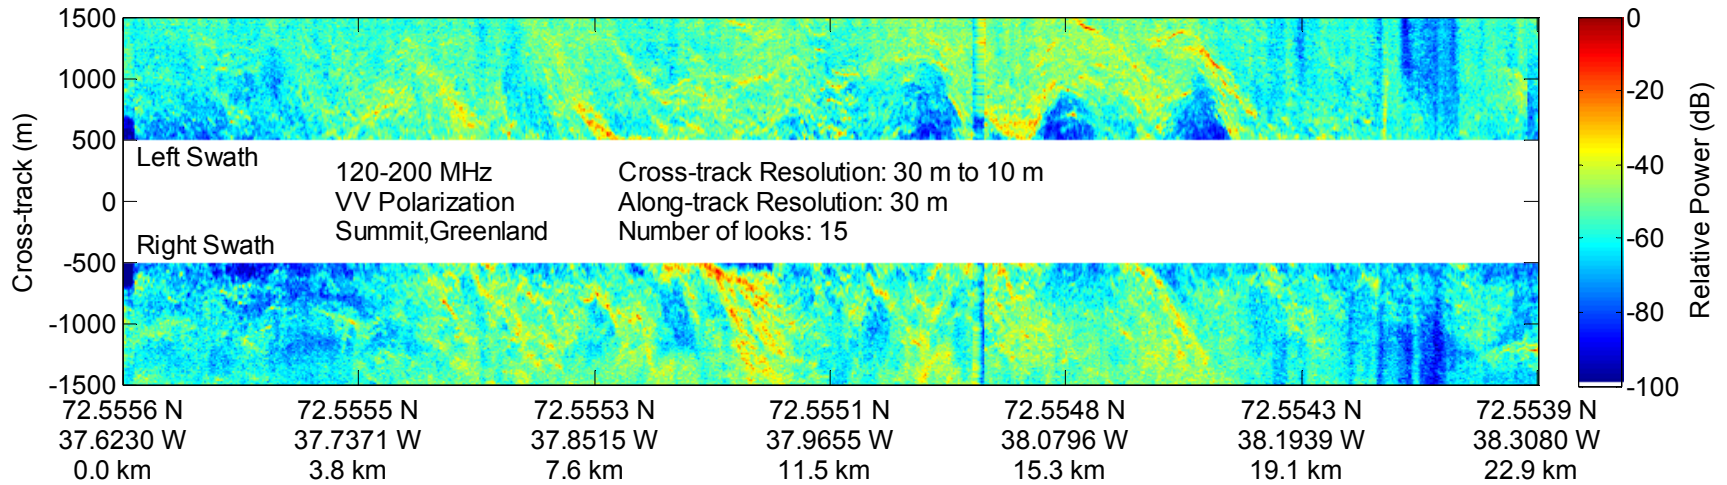 1500
1000
500
0
-500
-1000
-1500
Cross-track (m)
Left Swath
120-200 MHz
VV Polarization
Summit,Greenland
Cross-track Resolution: 30 m to 10 m
Along-track Resolution: 30 m
Number of looks: 15
Right Swath
72.5556 N
37.6230 W
0.0 km
72.5555 N
37.7371 W
3.8 km
72.5553 N
37.8515 W
7.6 km
72.5551 N
37.9655 W
11.5 km
72.5548 N
38.0796 W
15.3 km
72.5543 N
38.1939 W
19.1 km
72.5539 N
38.3080 W
22.9 km
0
-20
-40
-60
-80
-100
Relative Power (dB)